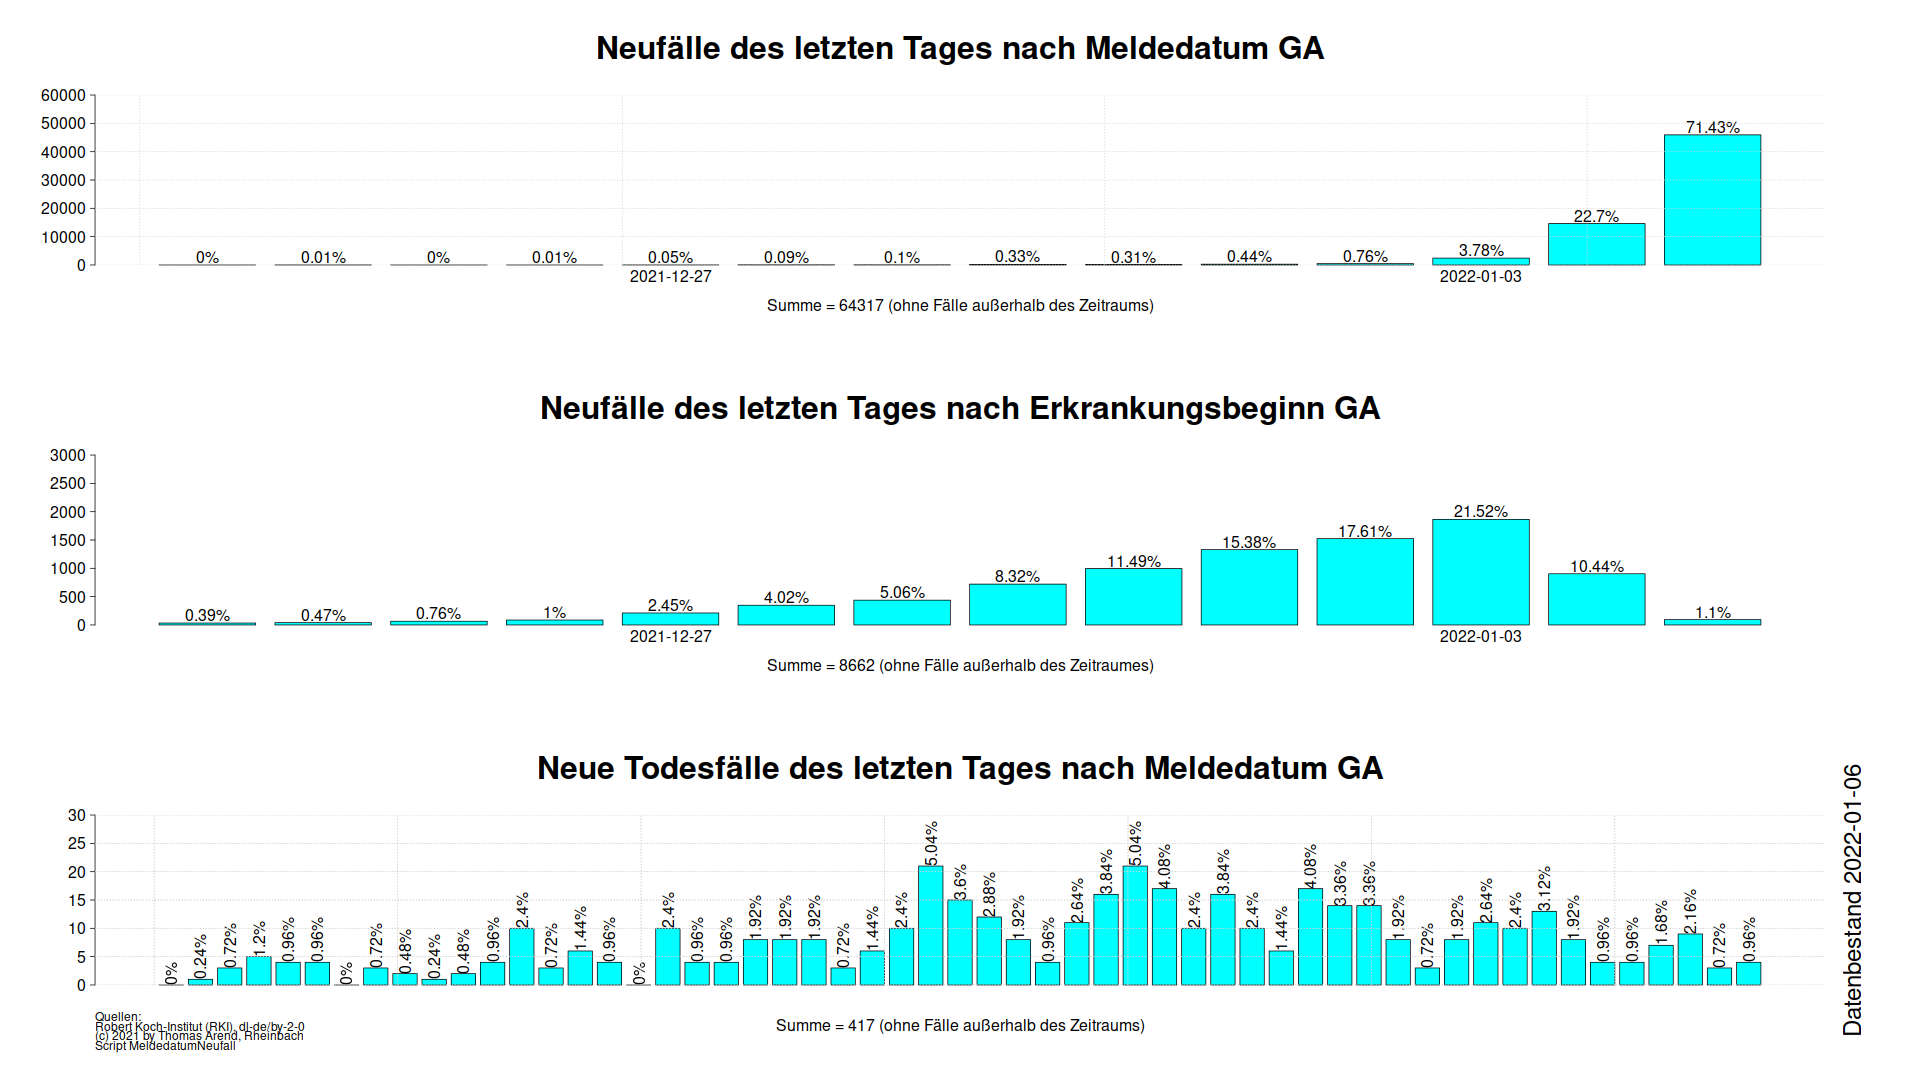 Neufälle des letzten Tages nach Meldedatum GA
60000
50000
40000
30000
20000
10000
0
0% 0.01% 0% 0.01% 0.05% 0.09% 0.1% 0.33% 0.31% 0.44% 0.76% 3.78% 22.7% 71.43%
2021-12-27 2022-01-03
Summe = 64317 (ohne Fälle außerhalb des Zeitraums)
Neufälle des letzten Tages nach Erkrankungsbeginn GA
3000
2500
2000
1500
1000
500
0
0.39% 0.47% 0.76% 1% 2.45% 4.02% 5.06% 8.32% 11.49% 15.38% 17.61% 21.52% 10.44% 1.1%
2021-12-27 2022-01-03
Summe = 8662 (ohne Fälle außerhalb des Zeitraumes)
Neue Todesfälle des letzten Tages nach Meldedatum GA
30
25
20
15
10
5
0
0% 0.24% 0.72% 1.2% 0.96% 0.96% 0% 0.72% 0.48% 0.24% 0.48% 0.96% 2.4% 0.72% 1.44% 0.96% 0% 2.4% 0.96% 0.96% 1.92% 1.92% 1.92% 0.72% 1.44% 2.4% 5.04% 3.6% 2.88% 1.92% 0.96% 2.64% 3.84% 5.04% 4.08% 2.4% 3.84% 2.4% 1.44% 4.08% 3.36% 3.36% 1.92% 0.72% 1.92% 2.64% 2.4% 3.12% 1.92% 0.96% 0.96% 1.68% 2.16% 0.72% 0.96%
Summe = 417 (ohne Fälle außerhalb des Zeitraums)
Quellen:
Robert Koch-Institut (RKI), dl-de/by-2-0
(c) 2021 by Thomas Arend, Rheinbach
Script MeldedatumNeufall
Datenbestand 2022-01-06